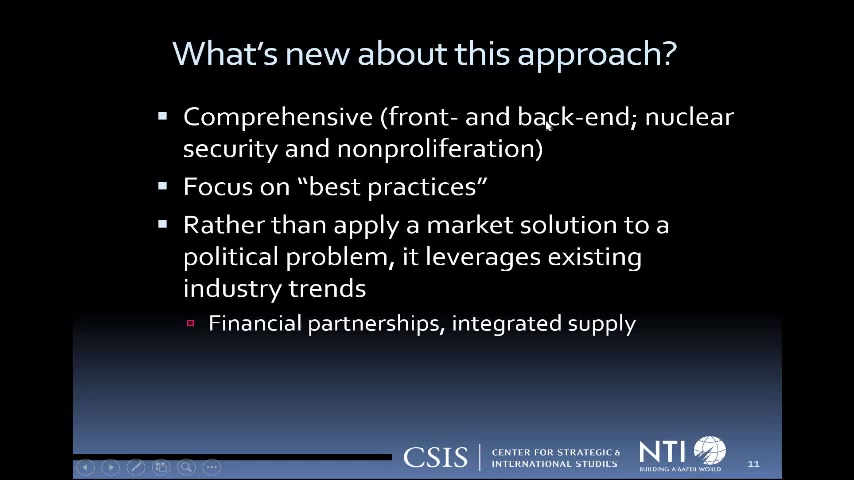 What's new about this approach?
Comprehensive (front- and back-end; nuclear
security and nonproliferation)
Focus on “best practices”
Rather than apply a market solution to a
political problem, it leverages existing
industry trends
Financial partnerships, integrated supply
CSIS
CENTER FOR STRATEGIC &
INTERNATIONAL STUDIES
NTI
BUILDING A SAFER WORLD
11